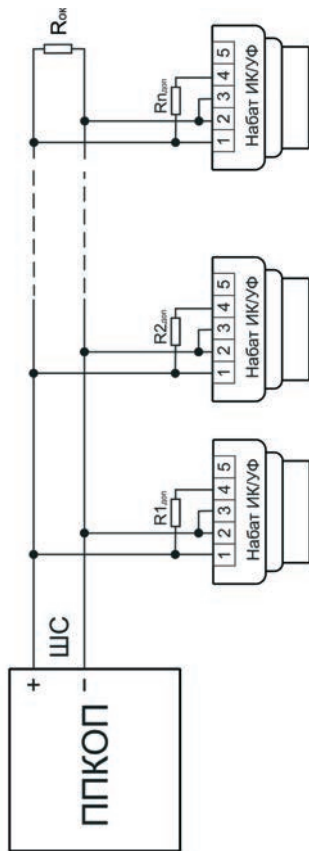 ППКОП
+
ШС
–
Rок
R1доп
1 2 3 4 5
Набат ИК/УФ
R2доп
1 2 3 4 5
Набат ИК/УФ
Rnдоп
1 2 3 4 5
Набат ИК/УФ